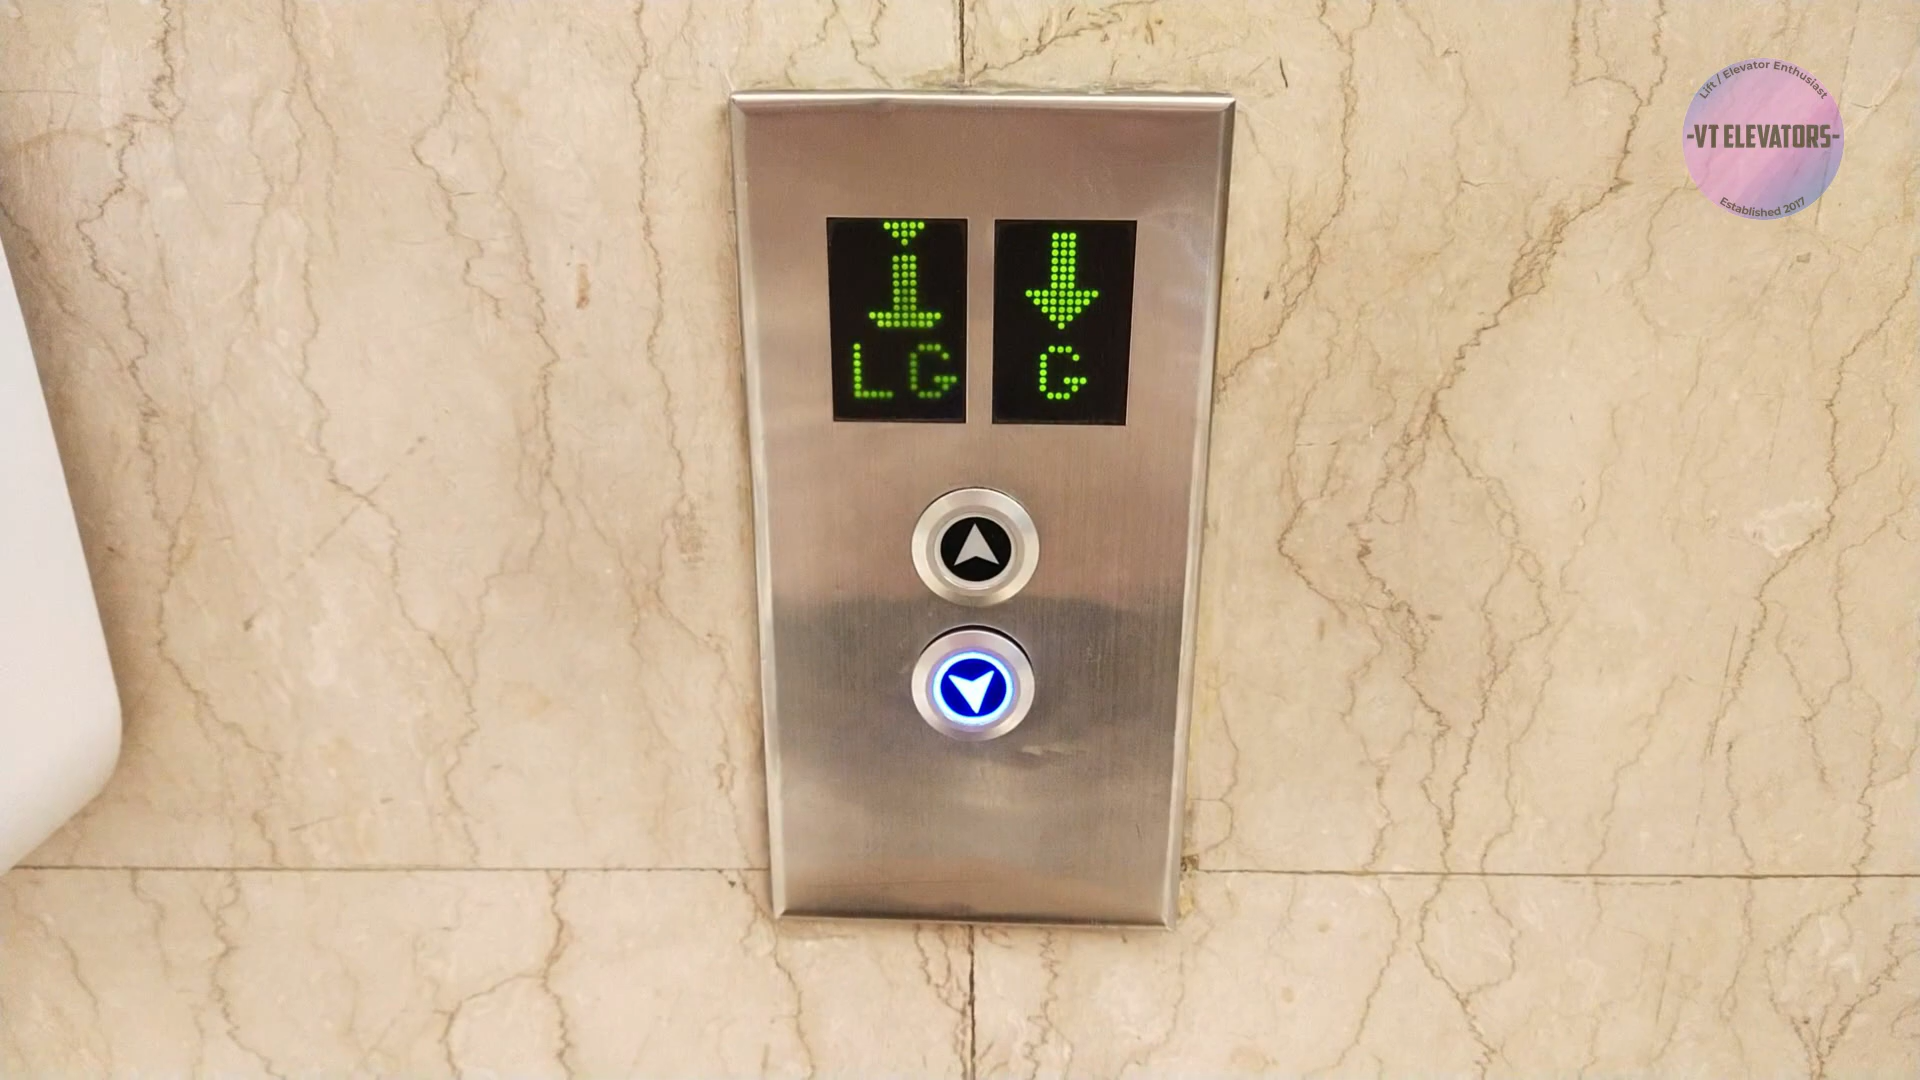 Lift / Elevator Enthusiast
-VT ELEVATORS-
Established 2017
LG
G